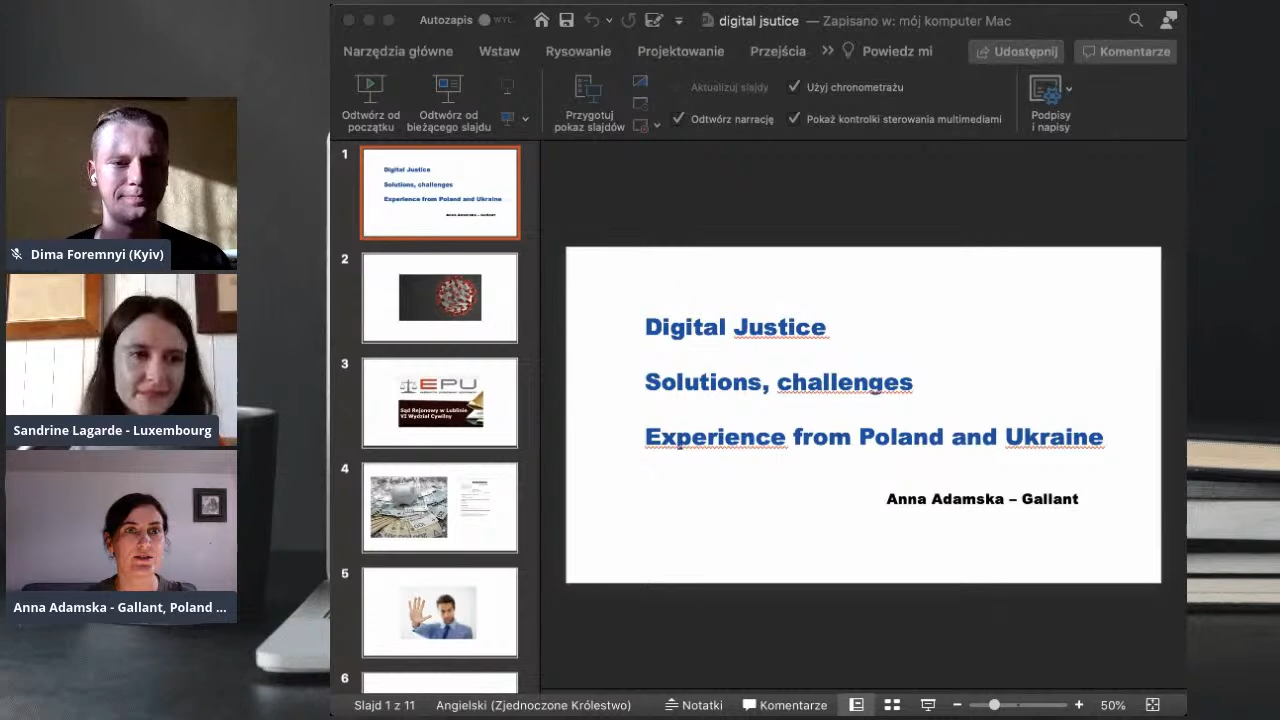 Autozapis
WYŁ.
digital jsutice — Zapisano w: mój komputer Mac
Narzędzia główne
Wstaw
Rysowanie
Projektowanie
Przejścia
Powiedz mi
Udostępnij
Komentarze
Odtwórz od
początku
Odtwórz od
bieżącego slajdu
Przygotuj
pokaz slajdów
Aktualizuj slajdy
Użyj chronometrażu
Odtwórz narrację
Pokaż kontrolki sterowania multimediami
Podpisy
i napisy
1
Digital Justice
Solutions, challenges
Experience from Poland and Ukraine
Anna Adamska – Gallant
2
3
EPU
Sąd Rejonowy w Lublinie
VI Wydział Cywilny
4
5
6
Digital Justice
Solutions, challenges
Experience from Poland and Ukraine
Anna Adamska – Gallant
Dima Foremnyi (Kyiv)
Sandrine Lagarde - Luxembourg
Anna Adamska - Gallant, Poland ...
Slajd 1 z 11
Angielski (Zjednoczone Królestwo)
Notatki
Komentarze
50%